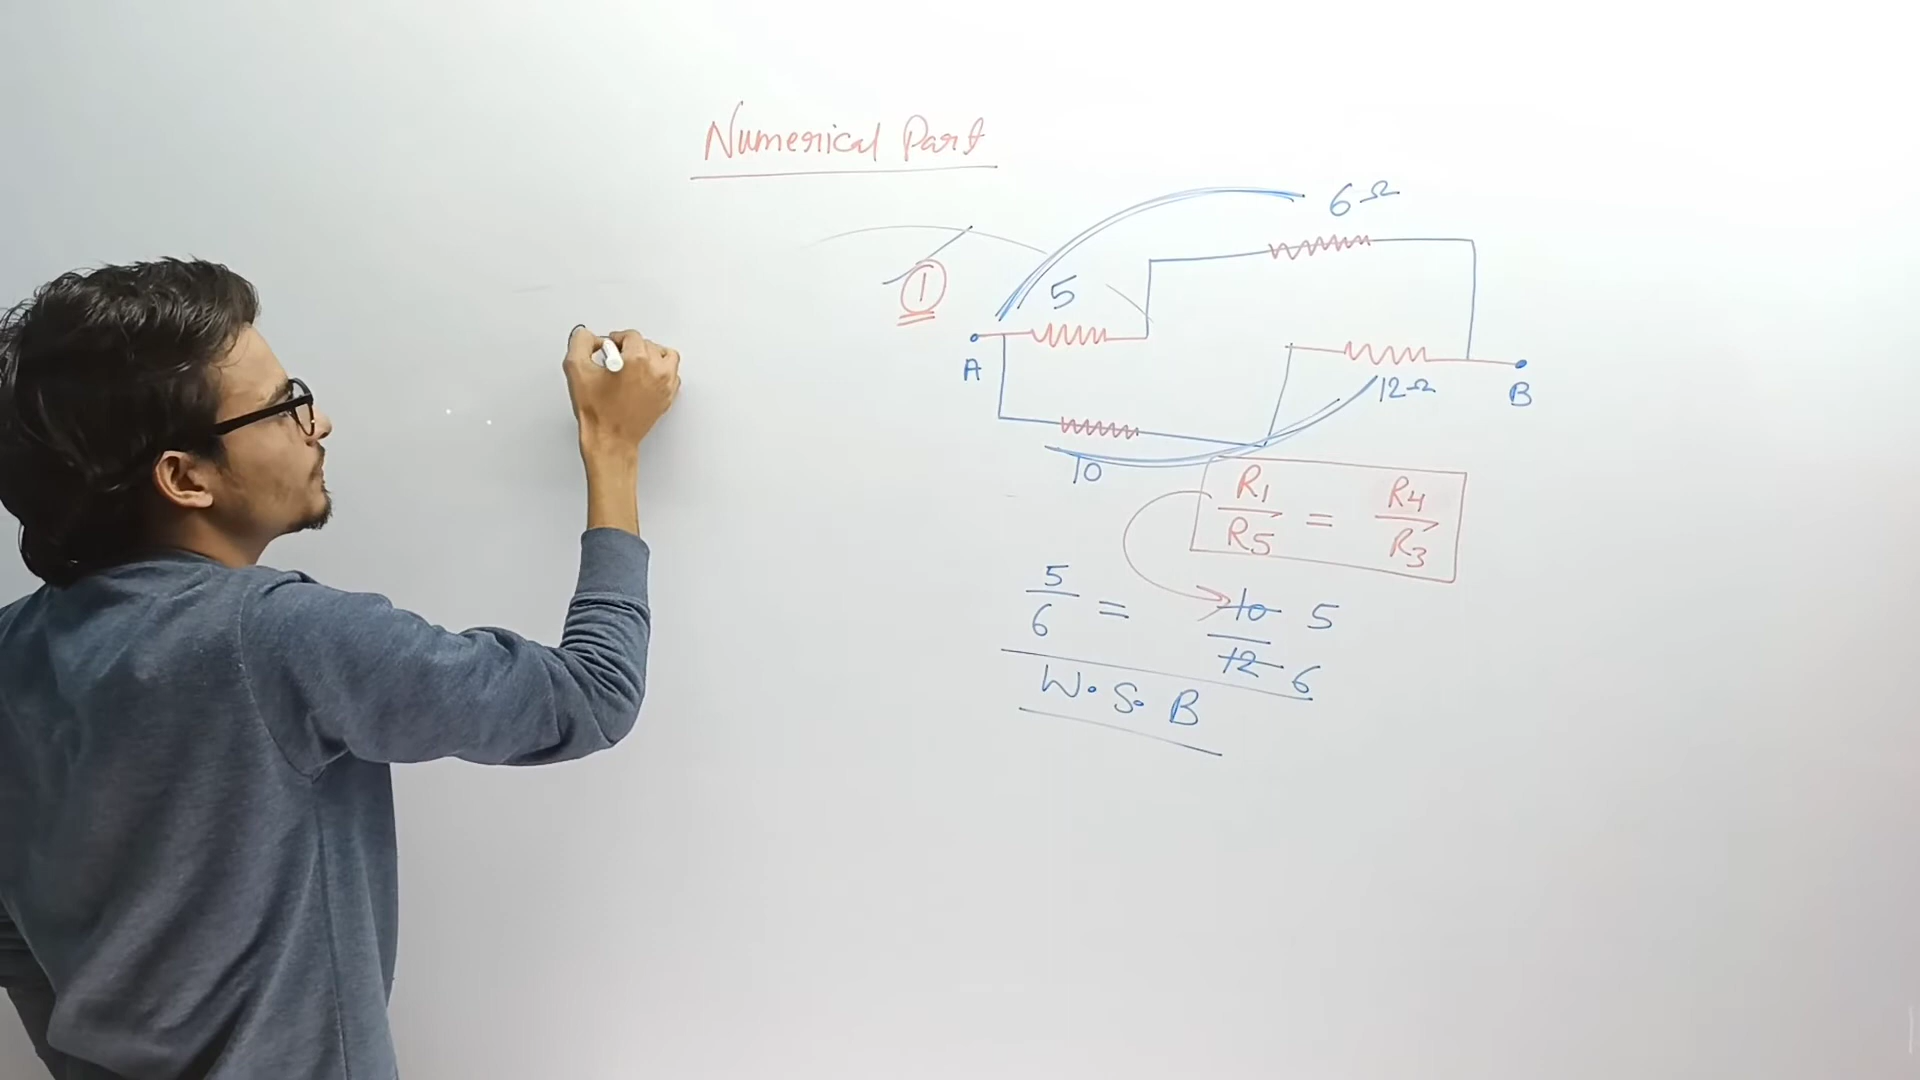 Numerical Part
6Ω
1
5
A
12Ω
B
10
R1/R5 = R4/R3
5/6 = 10/12 5/6
W.S.B